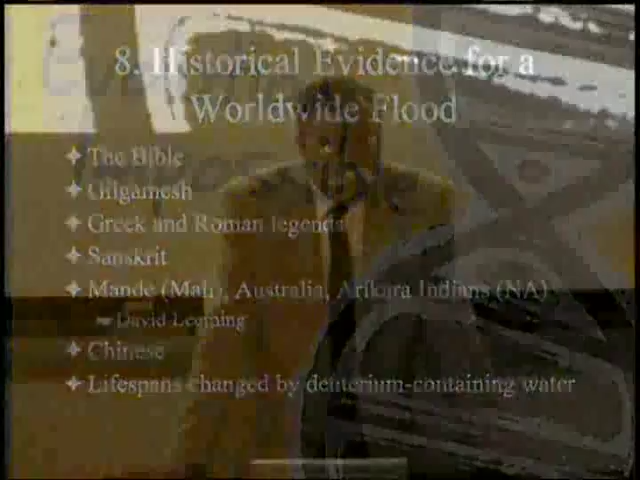 8. Historical Evidence for a
Worldwide Flood
The Bible
Gilgamesh
Greek and Roman legends
Sanskrit
Mande (Mali), Australia, Arikara Indians (NA)
David Leeming
Chinese
Lifespans changed by deuterium-containing water